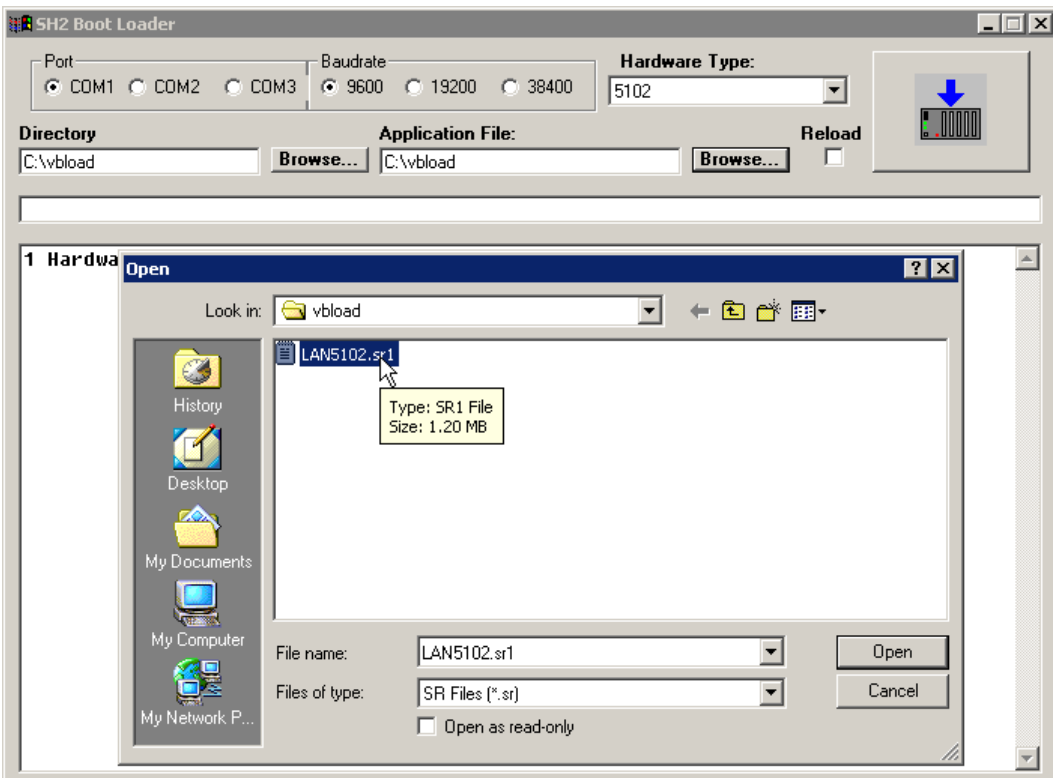 SH2 Boot Loader
Port
COM1 COM2 COM3
Baudrate
9600 19200 38400
Hardware Type:
5102
Directory
C:\vbload
Browse...
Application File:
C:\vbload
Browse...
Reload
1 Hardwa
Open
Look in: vbload
LAN5102.sr1
Type: SR1 File
Size: 1.20 MB
History
Desktop
My Documents
My Computer
My Network P...
File name: LAN5102.sr1
Open
Files of type: SR Files (*.sr)
Cancel
Open as read-only